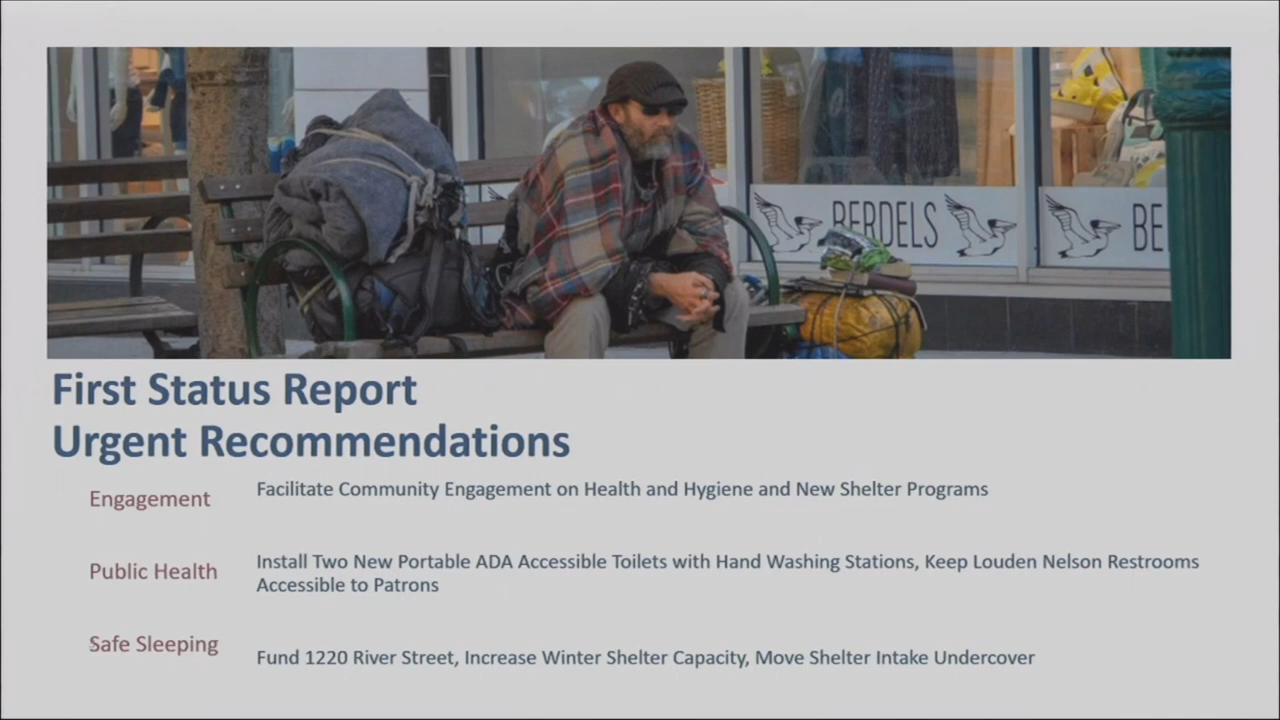 BERDELS
BE
First Status Report
Urgent Recommendations
Engagement
Facilitate Community Engagement on Health and Hygiene and New Shelter Programs
Public Health
Install Two New Portable ADA Accessible Toilets with Hand Washing Stations, Keep Louden Nelson Restrooms
Accessible to Patrons
Safe Sleeping
Fund 1220 River Street, Increase Winter Shelter Capacity, Move Shelter Intake Undercover